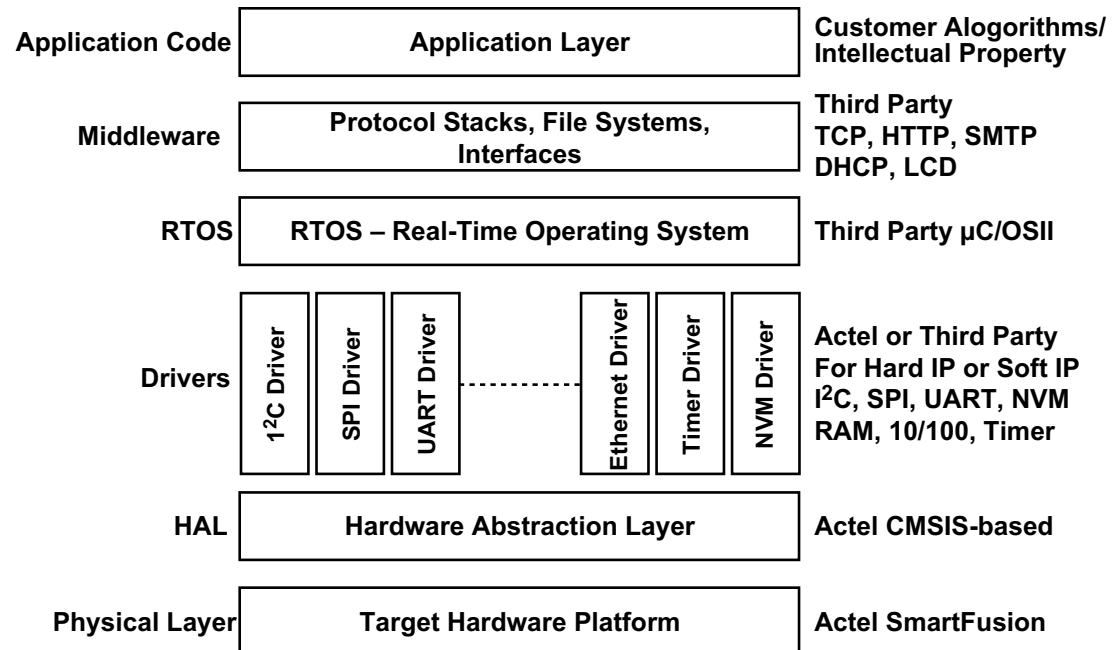 Application Code
Application Layer
Customer Alogorithms/
Intellectual Property
Middleware
Protocol Stacks, File Systems,
Interfaces
Third Party
TCP, HTTP, SMTP
DHCP, LCD
RTOS
RTOS – Real-Time Operating System
Third Party µC/OSII
Drivers
1²C Driver
SPI Driver
UART Driver
Ethernet Driver
Timer Driver
NVM Driver
Actel or Third Party
For Hard IP or Soft IP
I²C, SPI, UART, NVM
RAM, 10/100, Timer
HAL
Hardware Abstraction Layer
Actel CMSIS-based
Physical Layer
Target Hardware Platform
Actel SmartFusion